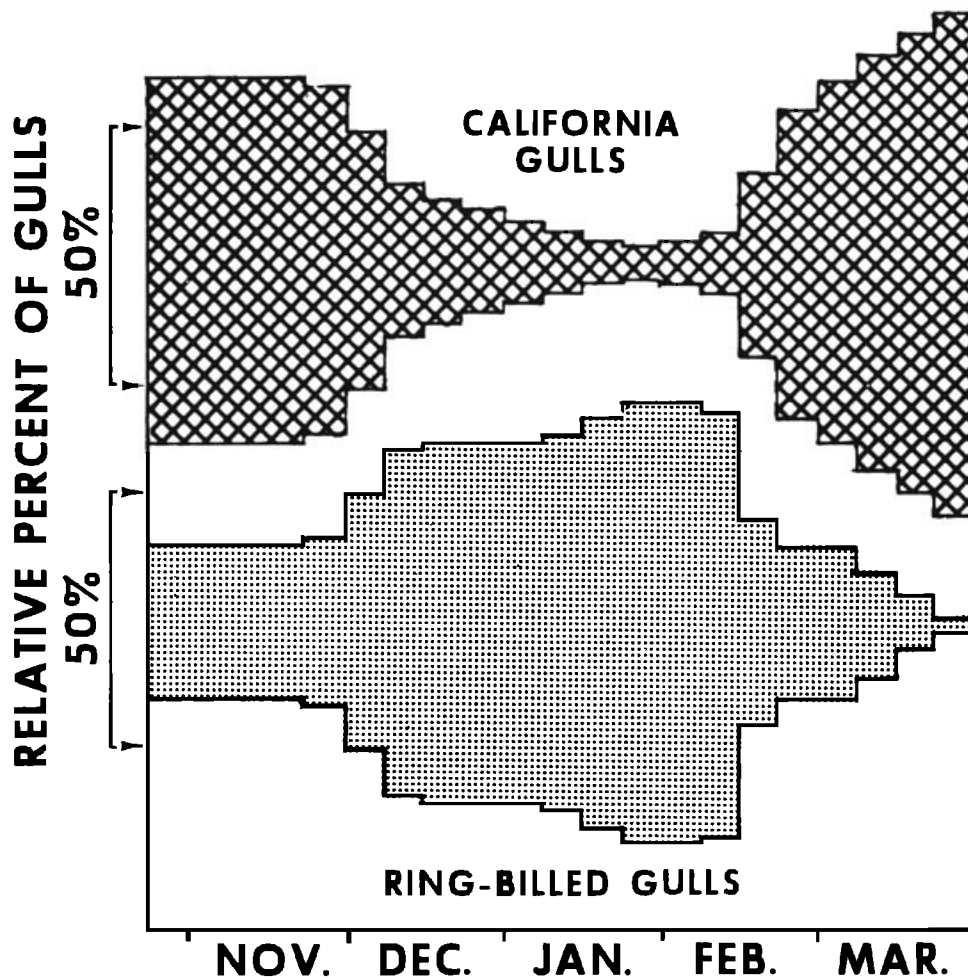 RELATIVE PERCENT OF GULLS
50%
50%
CALIFORNIA
GULLS
RING-BILLED GULLS
NOV. DEC. JAN. FEB. MAR.